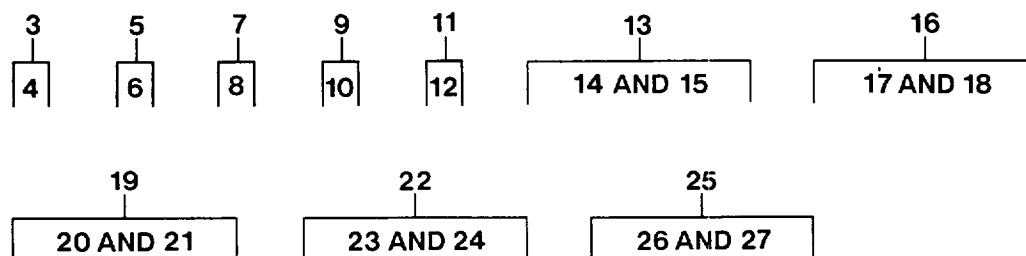 3 5 7 9 11 13 16
4 6 8 10 12 14 AND 15 17 AND 18
19 22 25
20 AND 21 23 AND 24 26 AND 27